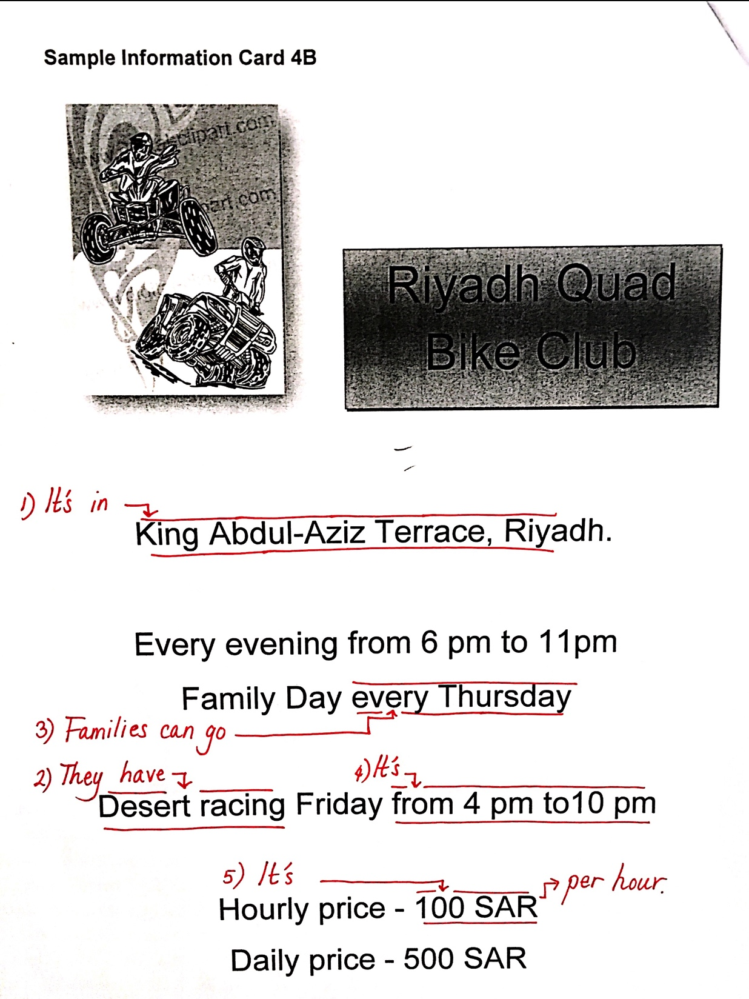 Sample Information Card 4B
clipart.com
part.com
Riyadh Quad
Bike Club
1) It's in
King Abdul-Aziz Terrace, Riyadh.
Every evening from 6 pm to 11pm
Family Day every Thursday
3) Families can go
2) They have
4) It's
Desert racing Friday from 4 pm to10 pm
5) It's
per hour.
Hourly price - 100 SAR
Daily price - 500 SAR